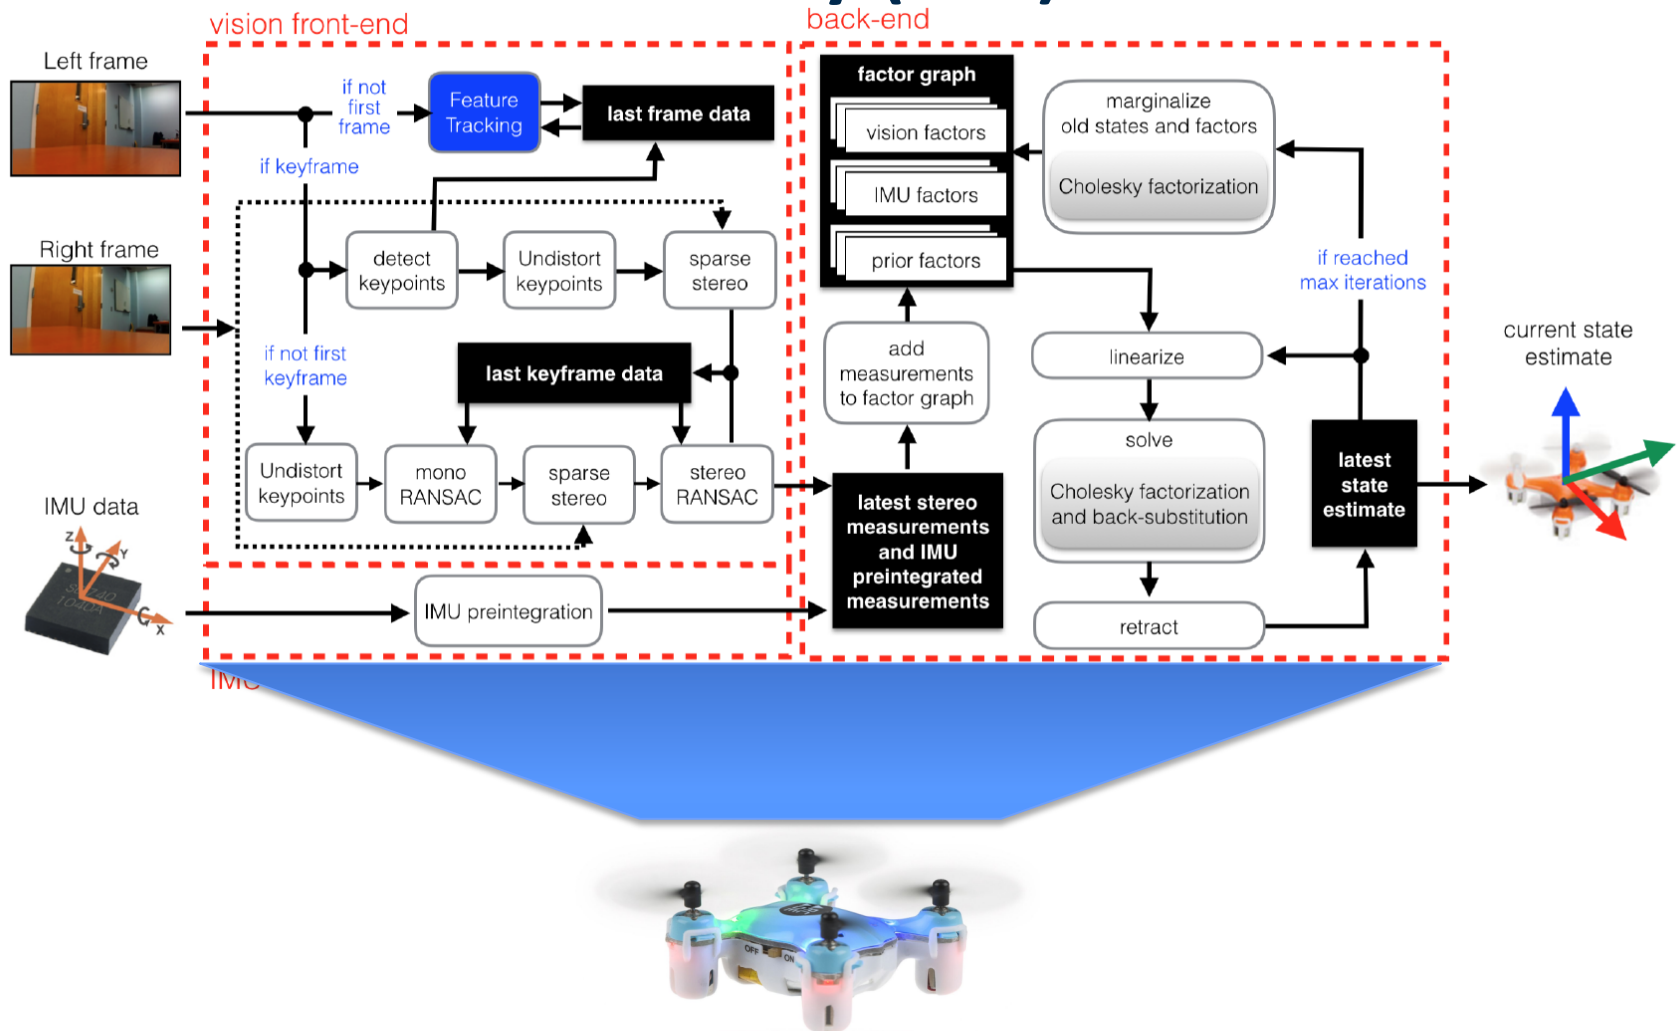 vision front-end
back-end
Left frame
if not
first
frame
Feature
Tracking
last frame data
if keyframe
Right frame
detect
keypoints
Undistort
keypoints
sparse
stereo
if not first
keyframe
last keyframe data
Undistort
keypoints
mono
RANSAC
sparse
stereo
stereo
RANSAC
IMU data
Z
Y
X
IMU preintegration
IMU
factor graph
vision factors
IMU factors
prior factors
marginalize
old states and factors
Cholesky factorization
if reached
max iterations
add
measurements
to factor graph
linearize
solve
Cholesky factorization
and back-substitution
latest stereo
measurements
and IMU
preintegrated
measurements
retract
latest
state
estimate
current state
estimate
OFF
ON